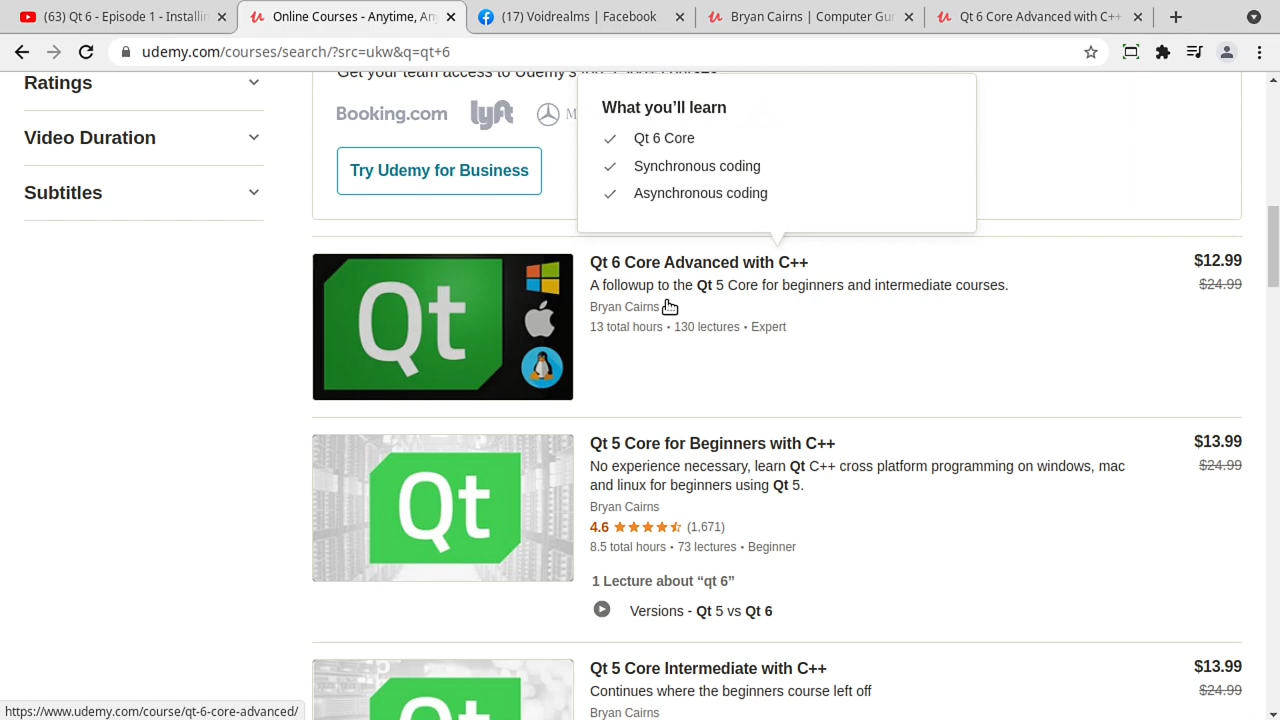 (63) Qt 6 - Episode 1 - Installin
Online Courses - Anytime, An
(17) Voidrealms | Facebook
Bryan Cairns | Computer Gur
Qt 6 Core Advanced with C++
udemy.com/courses/search/?src=ukw&q=qt+6
Ratings
Video Duration
Subtitles
Booking.com
lyft
M
Try Udemy for Business
What you'll learn
Qt 6 Core
Synchronous coding
Asynchronous coding
Qt
Qt 6 Core Advanced with C++
$12.99
A followup to the Qt 5 Core for beginners and intermediate courses.
$24.99
Bryan Cairns
13 total hours • 130 lectures • Expert
Qt
Qt 5 Core for Beginners with C++
$13.99
No experience necessary, learn Qt C++ cross platform programming on windows, mac
$24.99
and linux for beginners using Qt 5.
Bryan Cairns
4.6 (1,671)
8.5 total hours • 73 lectures • Beginner
1 Lecture about “qt 6”
Versions - Qt 5 vs Qt 6
Qt 5 Core Intermediate with C++
$13.99
Continues where the beginners course left off
$24.99
Bryan Cairns
https://www.udemy.com/course/qt-6-core-advanced/